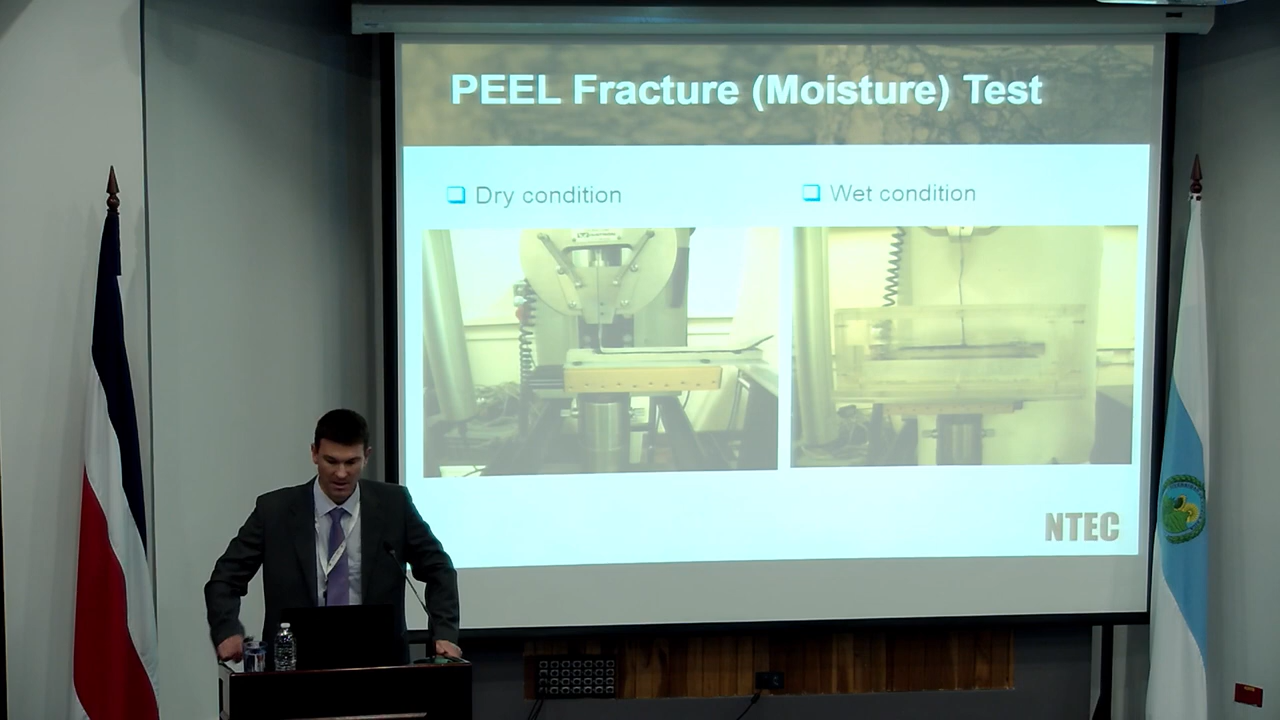 PEEL Fracture (Moisture) Test
Dry condition
Wet condition
NTEC